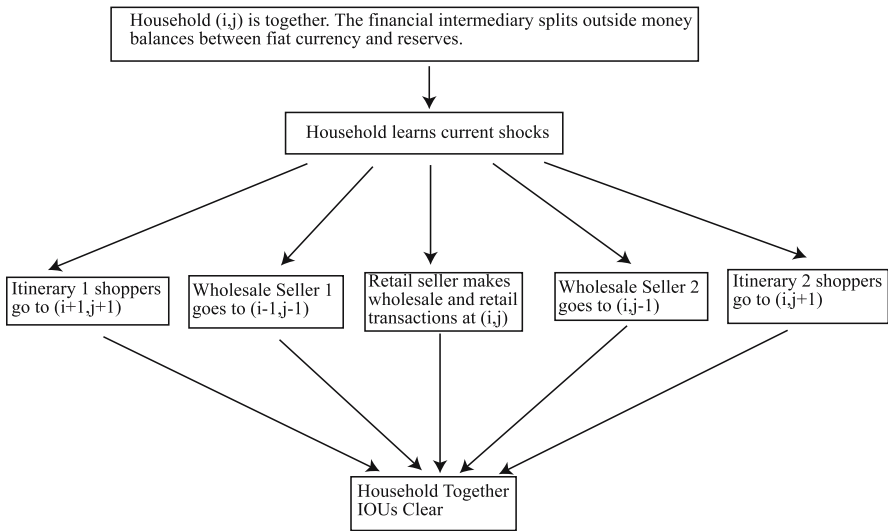 Household (i,j) is together. The financial intermediary splits outside money
balances between fiat currency and reserves.
Household learns current shocks
Itinerary 1 shoppers
go to (i+1,j+1)
Wholesale Seller 1
goes to (i-1,j-1)
Retail seller makes
wholesale and retail
transactions at (i,j)
Wholesale Seller 2
goes to (i,j-1)
Itinerary 2 shoppers
go to (i,j+1)
Household Together
IOUs Clear